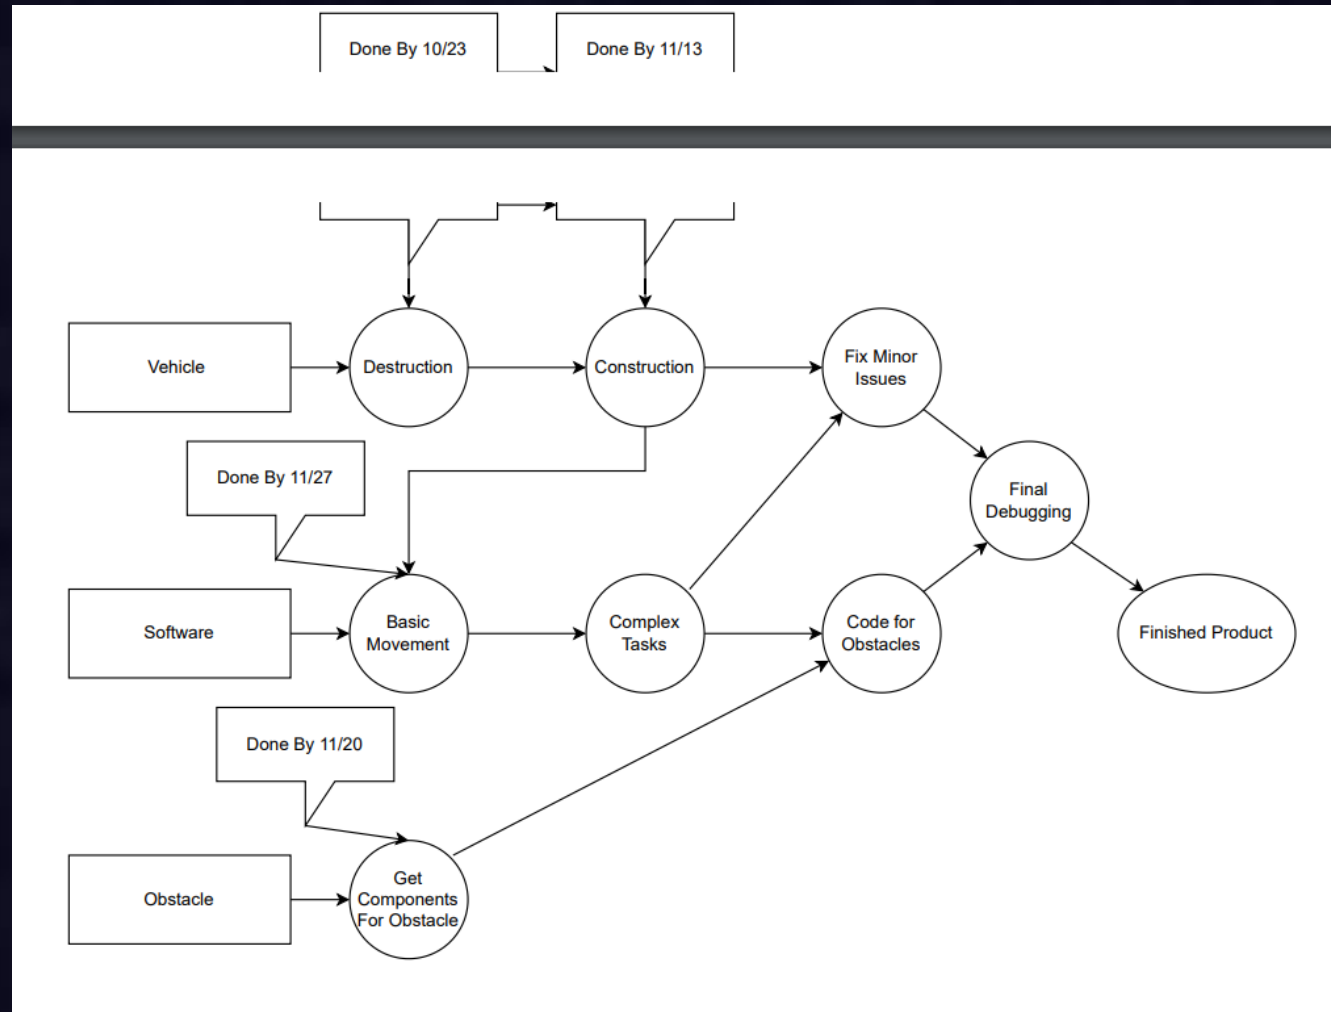 Done By 10/23
Done By 11/13
Vehicle
Destruction
Construction
Fix Minor
Issues
Done By 11/27
Final
Debugging
Software
Basic
Movement
Complex
Tasks
Code for
Obstacles
Finished Product
Done By 11/20
Obstacle
Get
Components
For Obstacle